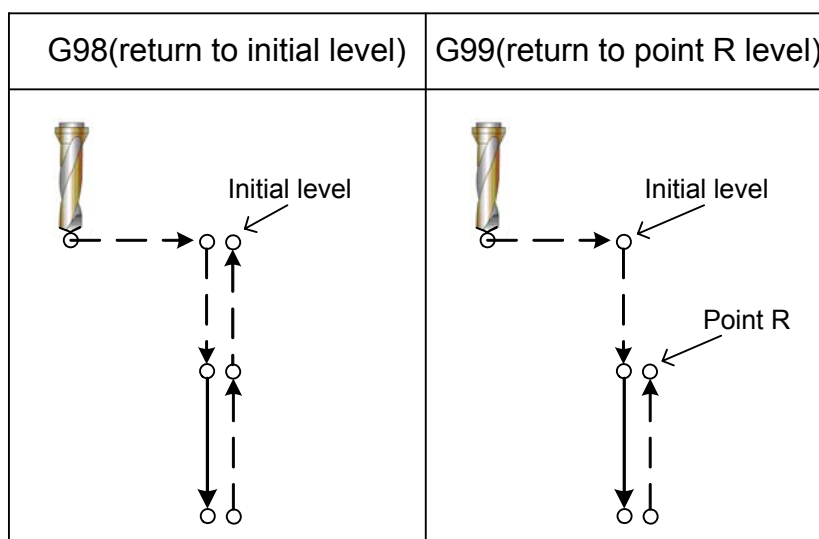 G98(return to initial level)
G99(return to point R level)
Initial level
Initial level
Point R